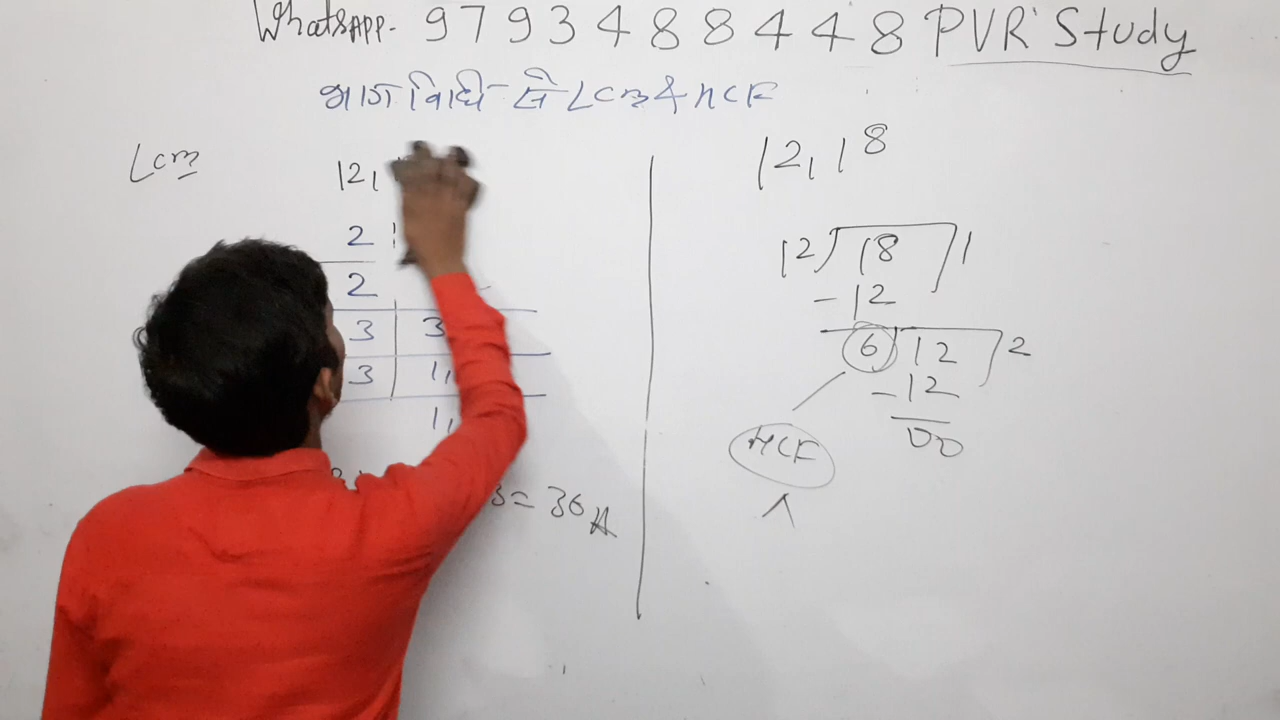 WhatsAPP- 9793488448 PVR Study
भाग विधि से LCM & HCF
Lcm
12,
2
2
3 3
3 1,
1,
3 = 36 A
12, 18
12) 18 ) 1
- 12
6) 12 ) 2
- 12
00
HCF